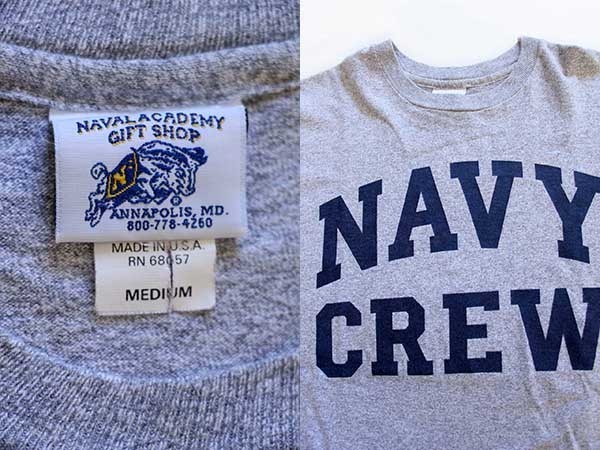 NAVAL ACADEMY
GIFT SHOP
N
®
ANNAPOLIS, MD.
800-778-4260
MADE IN U.S.A.
RN 68057
MEDIUM
NAVY
CREW